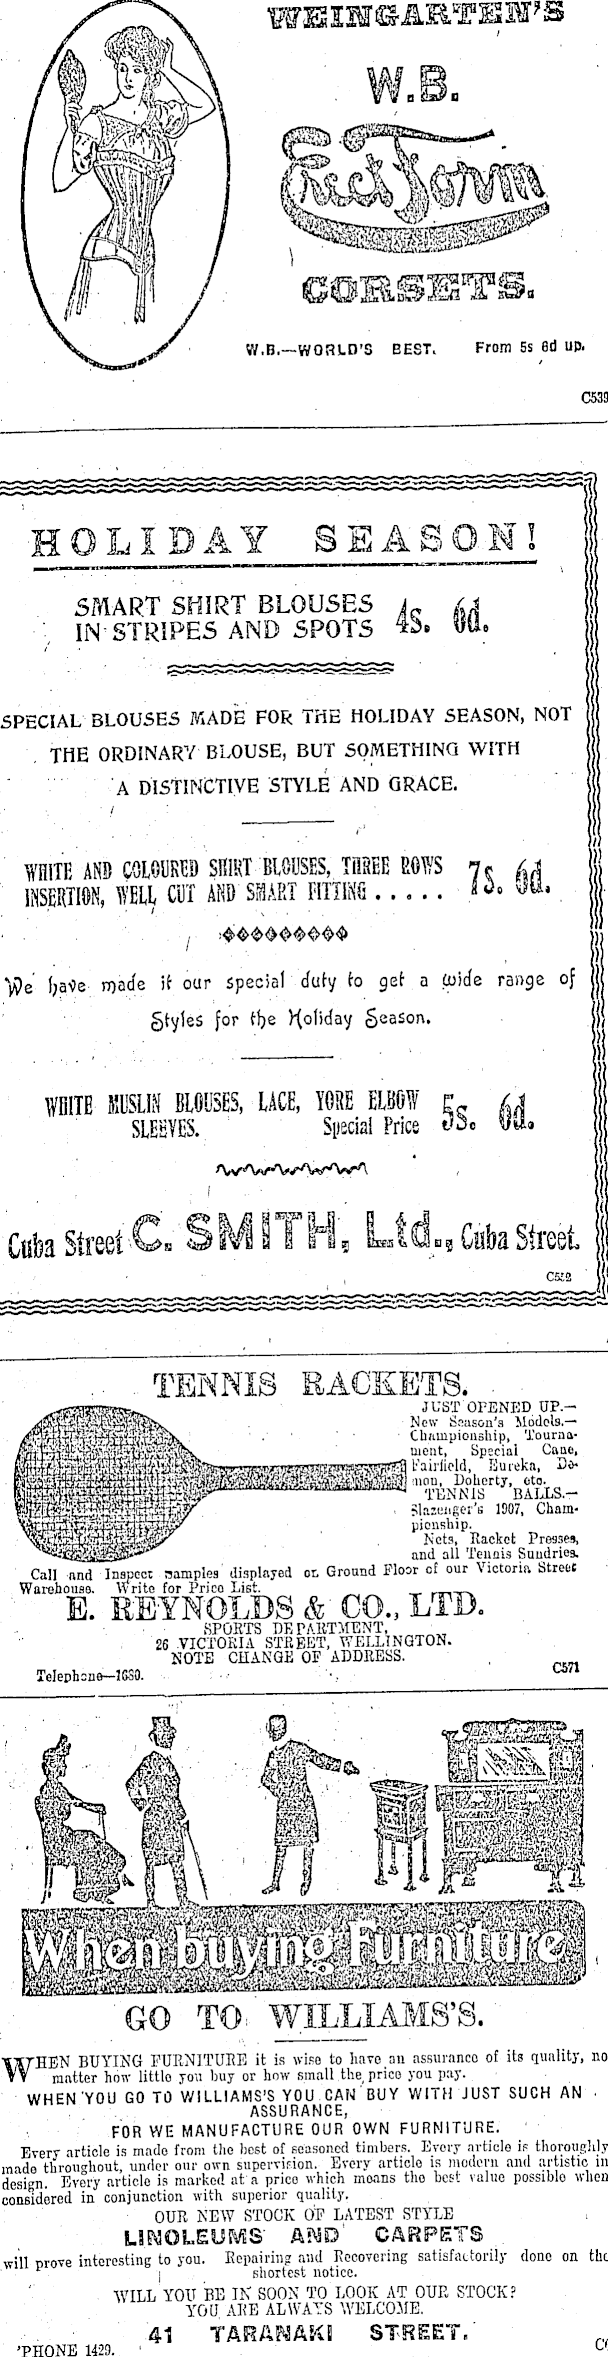 WEINGARTEN'S
W.B.
Erect Form
CORSETS.
W.B.—WORLD'S BEST. From 5s 6d up.
C539
HOLIDAY SEASON!
SMART SHIRT BLOUSES
IN STRIPES AND SPOTS 4s. 6d.
SPECIAL BLOUSES MADE FOR THE HOLIDAY SEASON, NOT
THE ORDINARY BLOUSE, BUT SOMETHING WITH
A DISTINCTIVE STYLE AND GRACE.
WHITE AND COLOURED SHIRT BLOUSES, THREE ROWS
INSERTION, WELL CUT AND SMART FITTING ..... 7s. 6d.
We have made it our special duty to get a wide range of
Styles for the Holiday Season.
WHITE MUSLIN BLOUSES, LACE, YORE ELBOW
SLEEVES. Special Price 5s. 6d.
Cuba Street C. SMITH, Ltd., Cuba Street.
C552
TENNIS RACKETS.
JUST OPENED UP.—
New Season's Models.—
Championship, Tourna-
ment, Special Cane,
Fairfield, Eureka, De-
mon, Doherty, etc.
TENNIS BALLS.—
Slazenger's 1907, Cham-
pionship.
Nets, Racket Presses,
and all Tennis Sundries.
Call and Inspect samples displayed on Ground Floor of our Victoria Street
Warehouse. Write for Price List.
E. REYNOLDS & CO., LTD.
SPORTS DEPARTMENT,
26 VICTORIA STREET, WELLINGTON.
NOTE CHANGE OF ADDRESS.
Telephone—1630.
C571
When buying Furniture
GO TO WILLIAMS'S.
WHEN BUYING FURNITURE it is wise to have an assurance of its quality, no
matter how little you buy or how small the price you pay.
WHEN YOU GO TO WILLIAMS'S YOU CAN BUY WITH JUST SUCH AN
ASSURANCE,
FOR WE MANUFACTURE OUR OWN FURNITURE.
Every article is made from the best of seasoned timbers. Every article is thoroughly
made throughout, under our own supervision. Every article is modern and artistic in
design. Every article is marked at a price which means the best value possible when
considered in conjunction with superior quality.
OUR NEW STOCK OF LATEST STYLE
LINOLEUMS AND CARPETS
will prove interesting to you. Repairing and Recovering satisfactorily done on the
shortest notice.
WILL YOU BE IN SOON TO LOOK AT OUR STOCK?
YOU ARE ALWAYS WELCOME.
41 TARANAKI STREET.
'PHONE 1429.